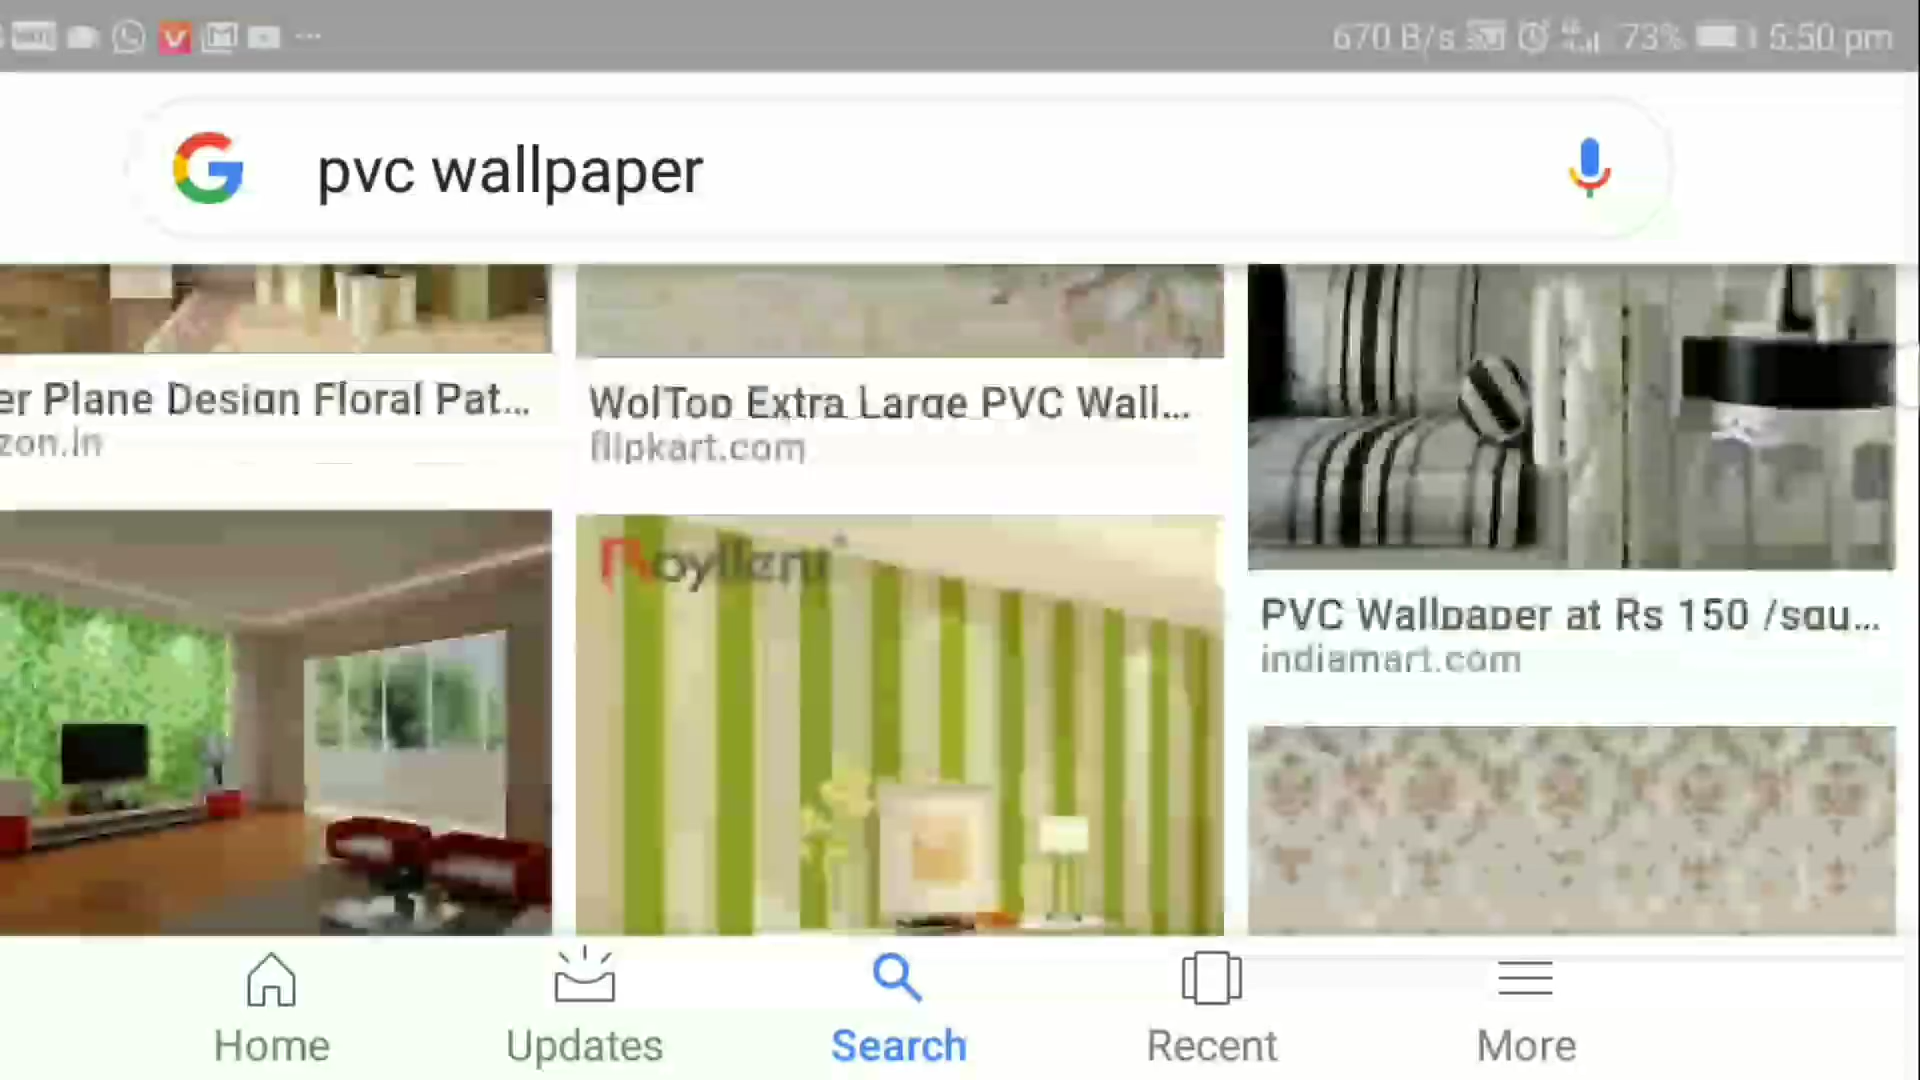 670 B/s 73% 5:50 pm
pvc wallpaper
er Plane Design Floral Pat...
zon.in
WolTop Extra Large PVC Wall...
flipkart.com
Royllent
PVC Wallpaper at Rs 150 /squ...
indiamart.com
Home Updates Search Recent More